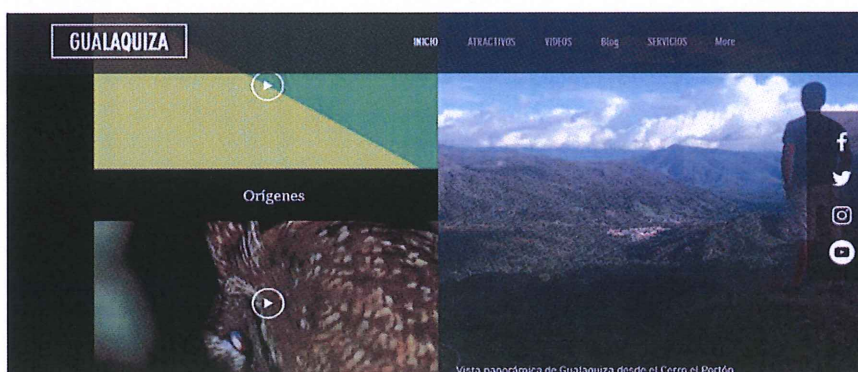 GUALAQUIZA
INICIO ATRACTIVOS VIDEOS Blog SERVICIOS More
Orígenes
Vista panorámica de Gualaquiza desde el Cerro el Portón